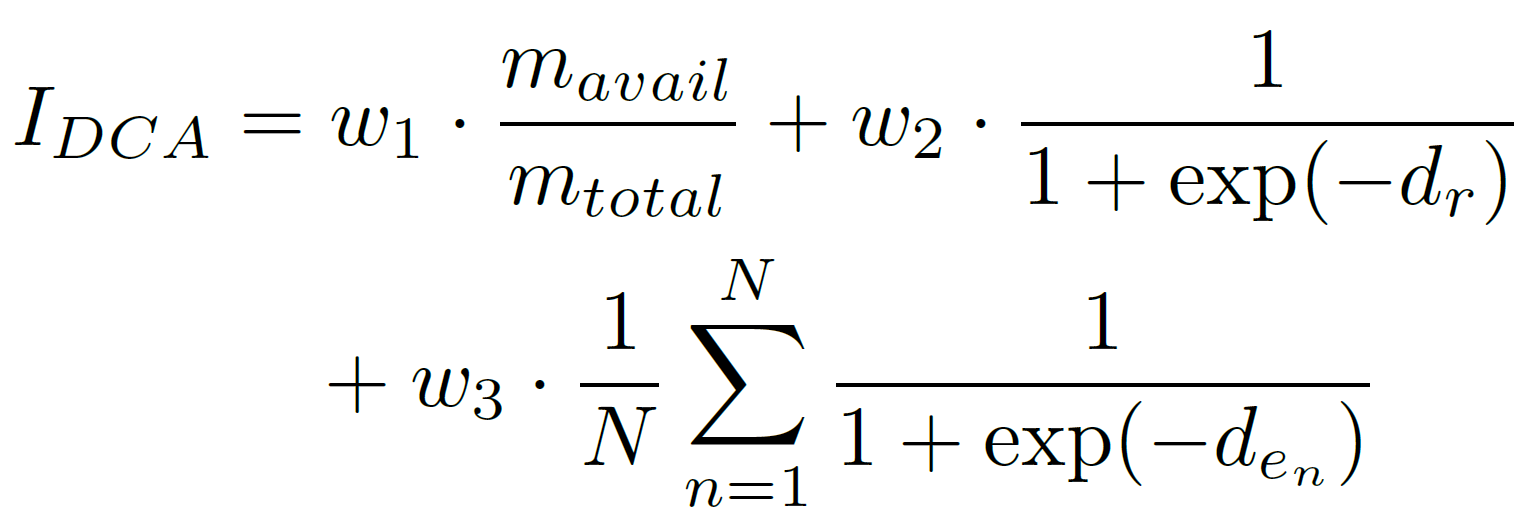 I_{DCA} = w_1 \cdot \frac{m_{avail}}{m_{total}} + w_2 \cdot \frac{1}{1 + \exp(-d_r)}
+ w_3 \cdot \frac{1}{N} \sum_{n=1}^{N} \frac{1}{1 + \exp(-d_{e_n})}